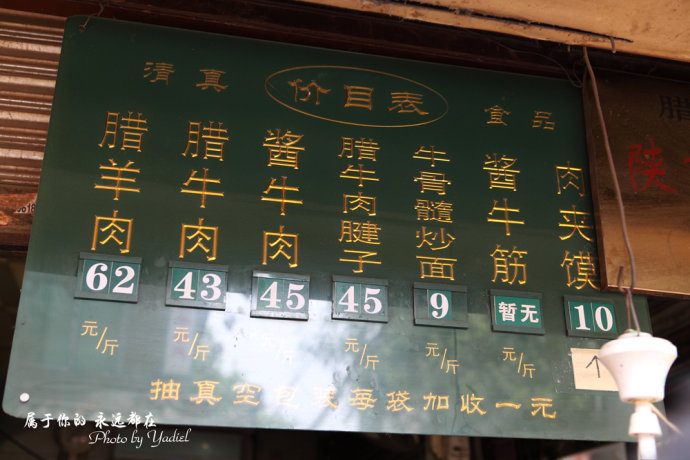 清真 价目表 食品
腊羊肉 62 元/斤
腊牛肉 43 元/斤
酱牛肉 45 元/斤
腊牛肉腱子 45 元/斤
牛骨髓炒面 9 元/斤
酱牛筋 暂无 元/斤
肉夹馍 10
↑
抽真空包装每袋加收一元
腊
陕
属于你的 永远都在
Photo by Yadiel